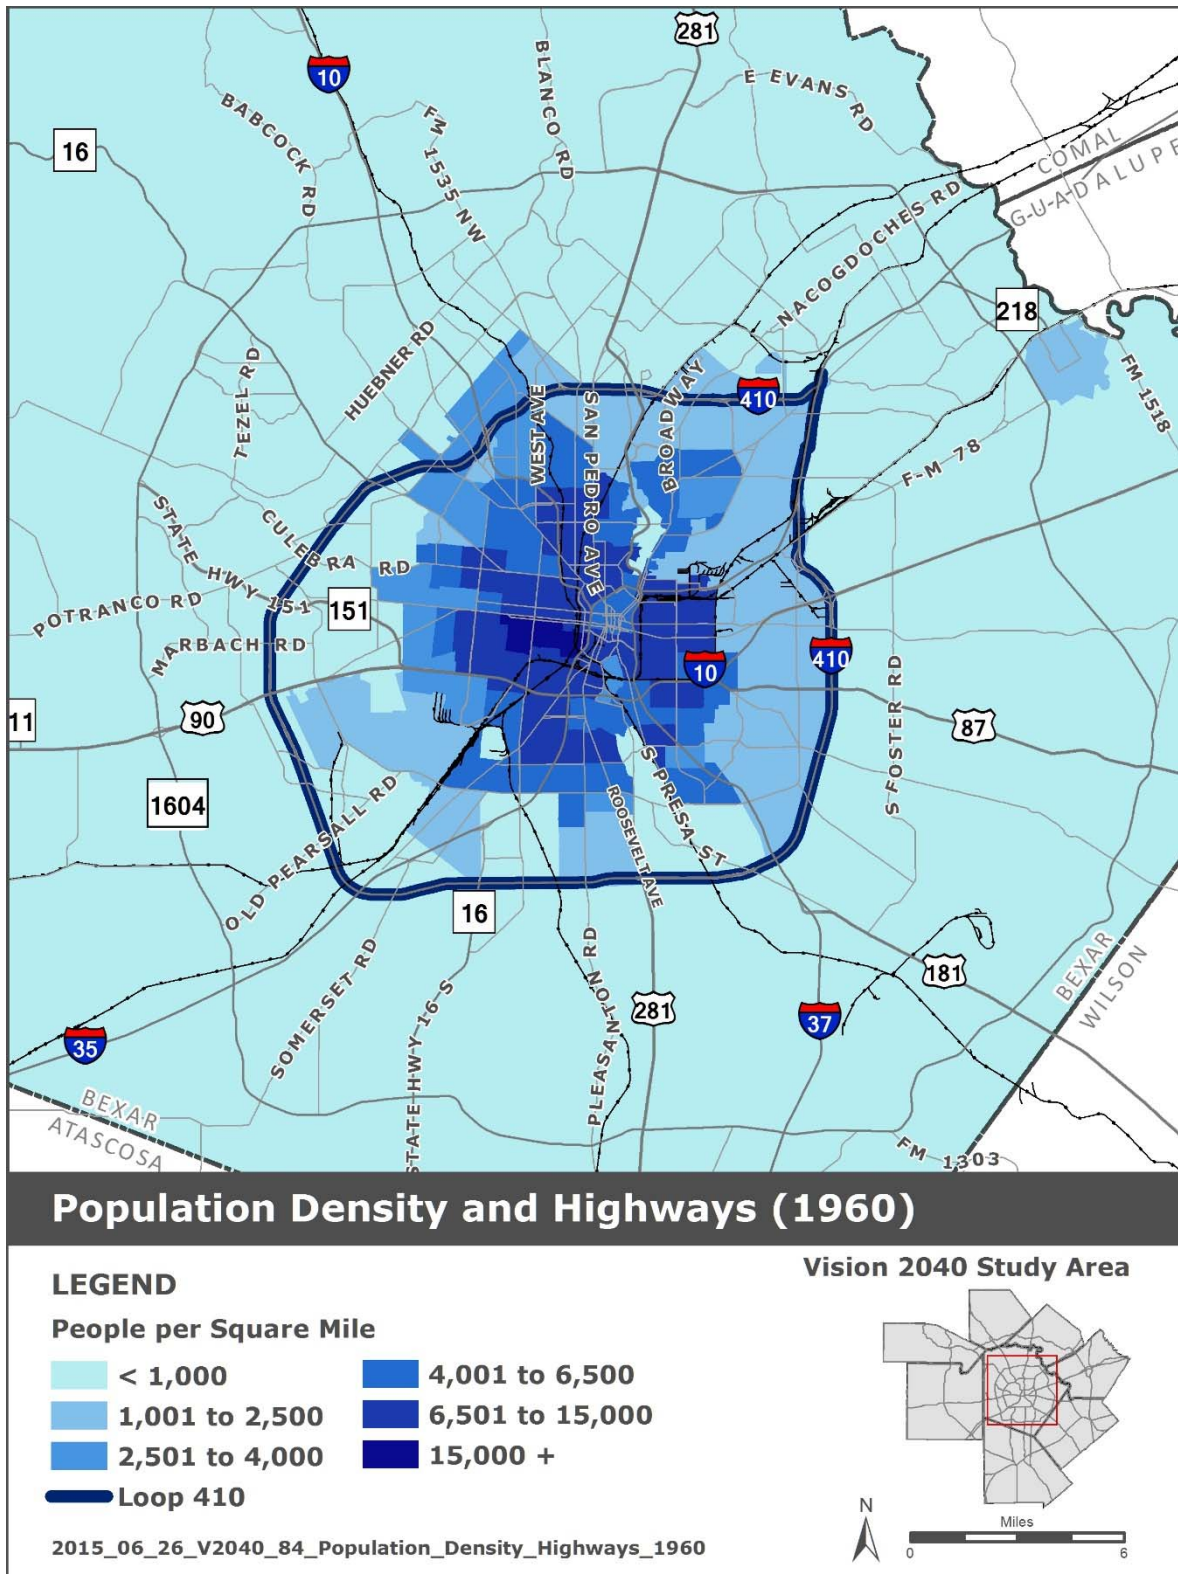 281
10
BLANCO RD
E EVANS RD
BABCOCK RD
FM 1535 NW
16
COMAL
GUADALUPE
NACOGDOCHES RD
218
HUEBNER RD
TEZEL RD
WEST AVE
SAN PEDRO AVE
BROADWAY
410
FM 1518
F-M 78
CULEBRA RD
STATE HWY 151
151
POTRANCO RD
MARBACH RD
10
410
11
90
87
S FOSTER RD
1604
OLD PEARSALL RD
S PRESA ST
ROOSEVELT AVE
16
SOMERSET RD
STATE HWY 16 S
PLEASANTON RD
281
37
181
BEXAR
WILSON
35
BEXAR
ATASCOSA
FM 1303
Population Density and Highways (1960)
LEGEND
People per Square Mile
< 1,000
1,001 to 2,500
2,501 to 4,000
4,001 to 6,500
6,501 to 15,000
15,000 +
Loop 410
2015_06_26_V2040_84_Population_Density_Highways_1960
Vision 2040 Study Area
N
Miles
0 6